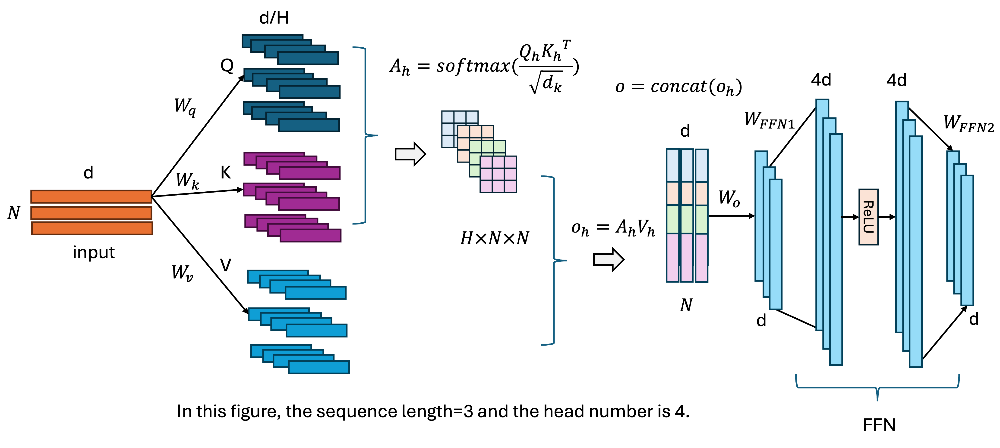 d/H
Q
W_q
d
N
input
W_k
K
W_v
V
A_h = softmax(Q_h K_h^T / √d_k)
H×N×N
o_h = A_h V_h
o = concat(o_h)
d
N
W_o
d
W_FFN1
4d
ReLU
4d
W_FFN2
d
FFN
In this figure, the sequence length=3 and the head number is 4.